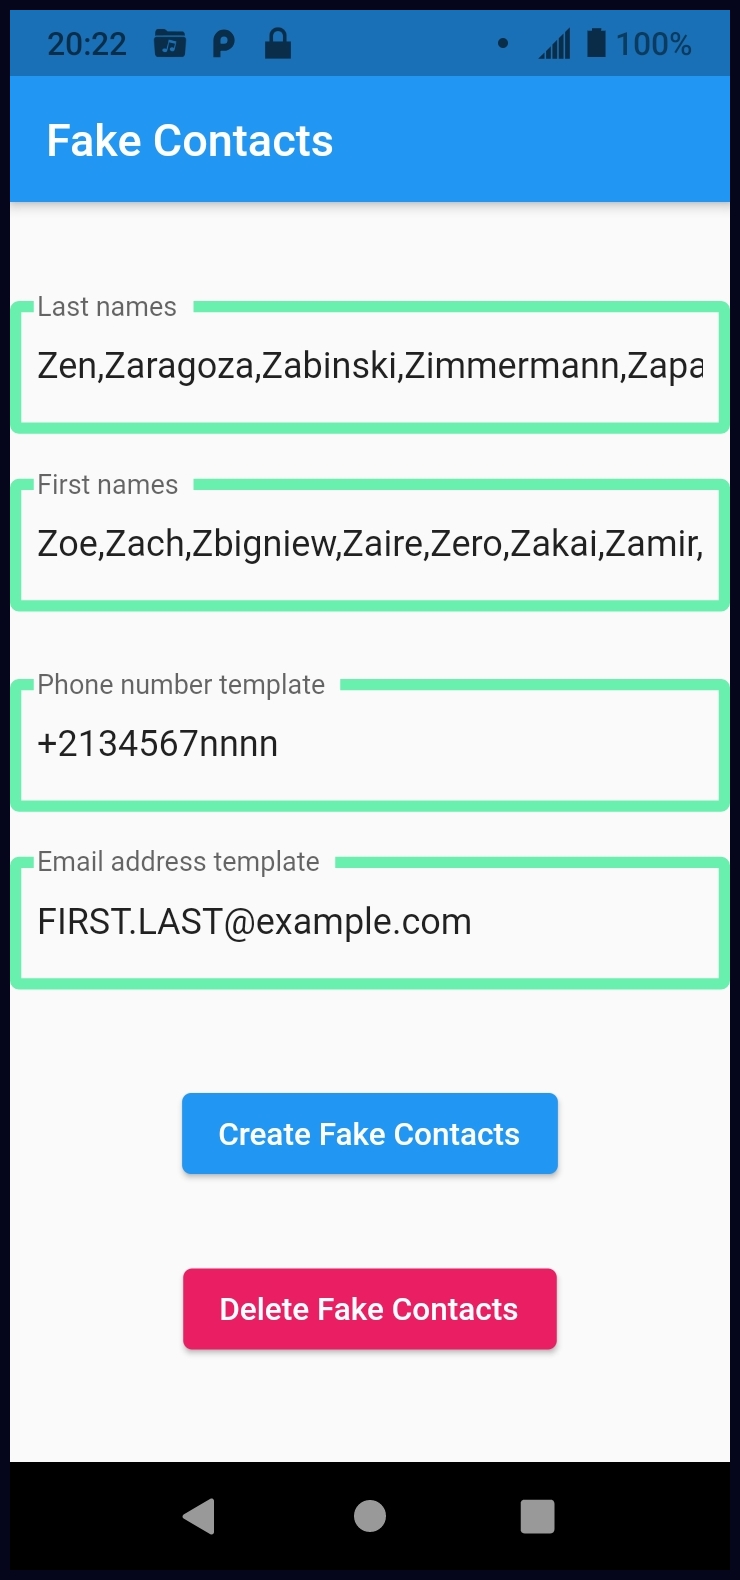 20:22
100%
Fake Contacts
Last names
Zen,Zaragoza,Zabinski,Zimmermann,Zapa
First names
Zoe,Zach,Zbigniew,Zaire,Zero,Zakai,Zamir,
Phone number template
+2134567nnnn
Email address template
FIRST.LAST@example.com
Create Fake Contacts
Delete Fake Contacts